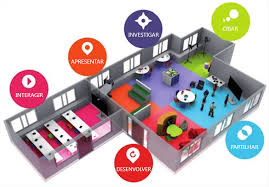 INVESTIGAR
CRIAR
APRESENTAR
INTERAGIR
PARTILHAR
DESENVOLVER